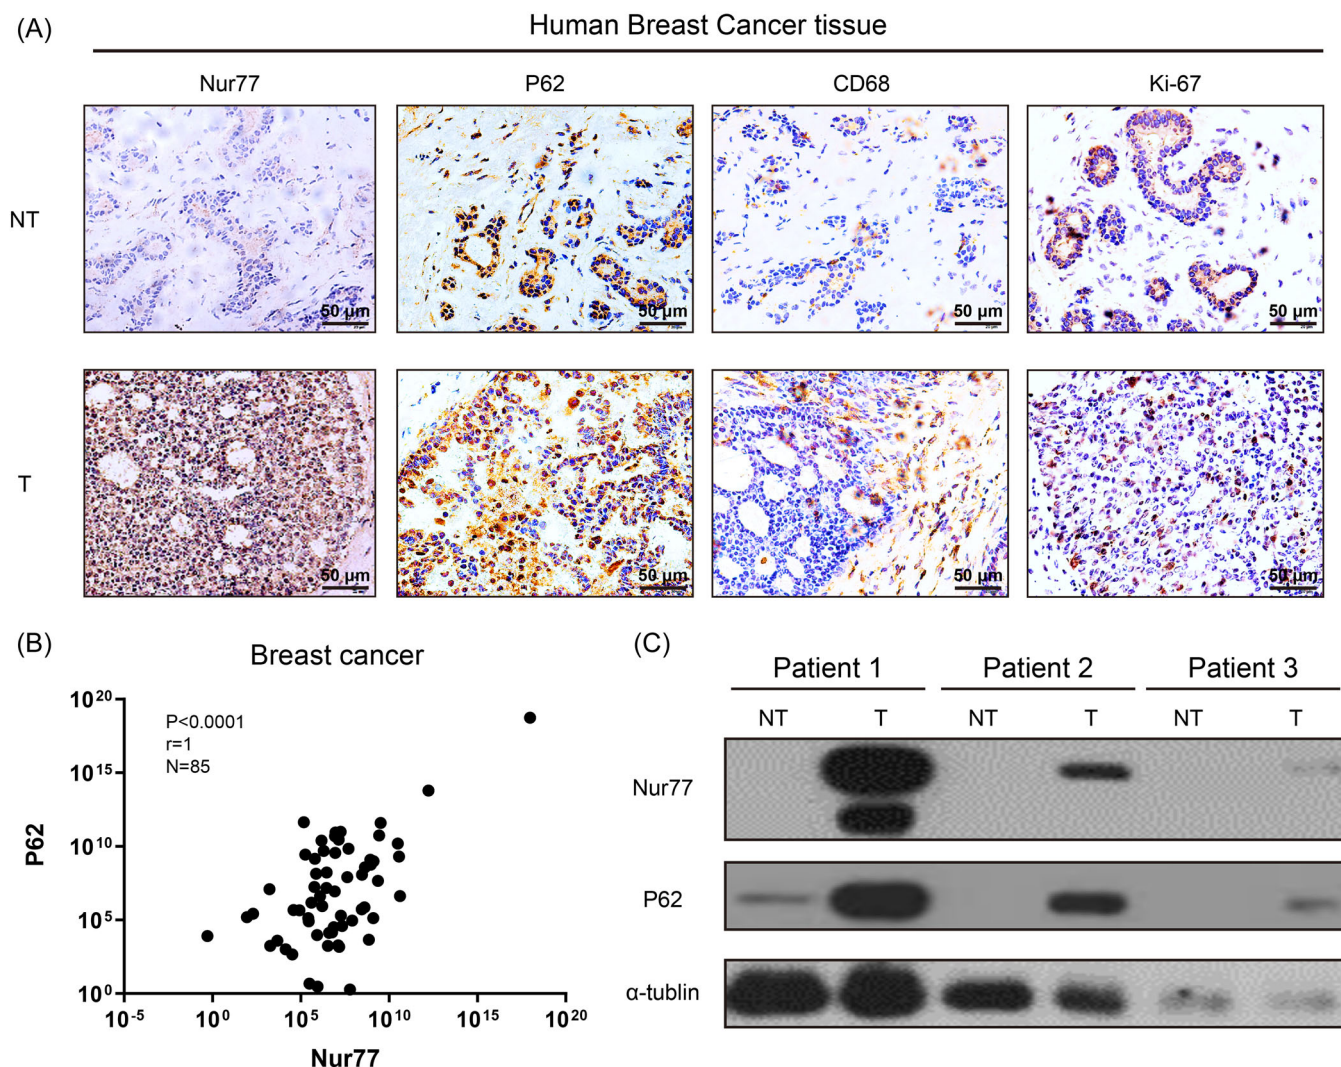 (A)
Human Breast Cancer tissue
Nur77 P62 CD68 Ki-67
NT
50 µm 50 µm 50 µm 50 µm
T
50 µm 50 µm 50 µm 50 µm
(B)
Breast cancer
P<0.0001
r=1
N=85
P62
10²⁰
10¹⁵
10¹⁰
10⁵
10⁰
10⁻⁵ 10⁰ 10⁵ 10¹⁰ 10¹⁵ 10²⁰
Nur77
(C)
Patient 1 Patient 2 Patient 3
NT T NT T NT T
Nur77
P62
α-tublin